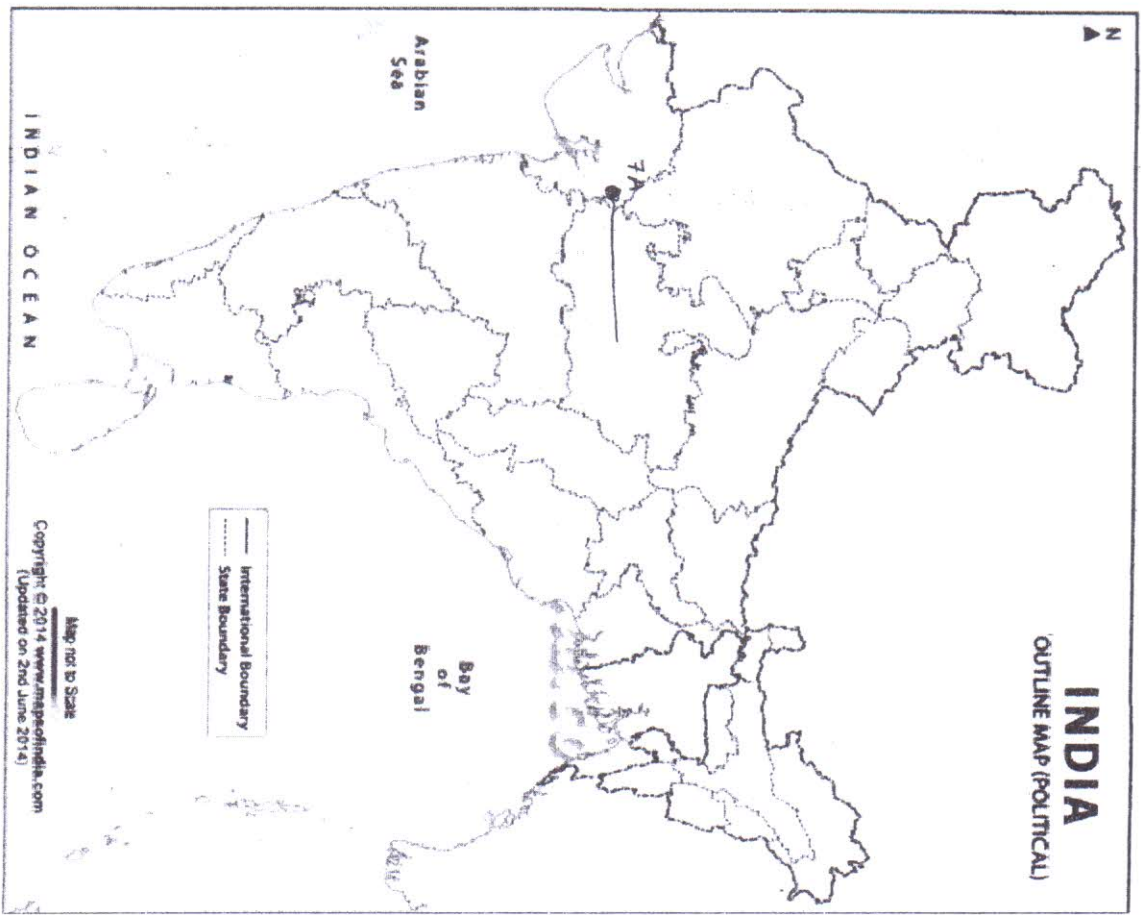 N
INDIA
OUTLINE MAP (POLITICAL)
7A
Arabian
Sea
Bay
of
Bengal
International Boundary
State Boundary
INDIAN OCEAN
Map not to Scale
Copyright © 2014 www.mapsofindia.com
(Updated on 2nd June 2014)